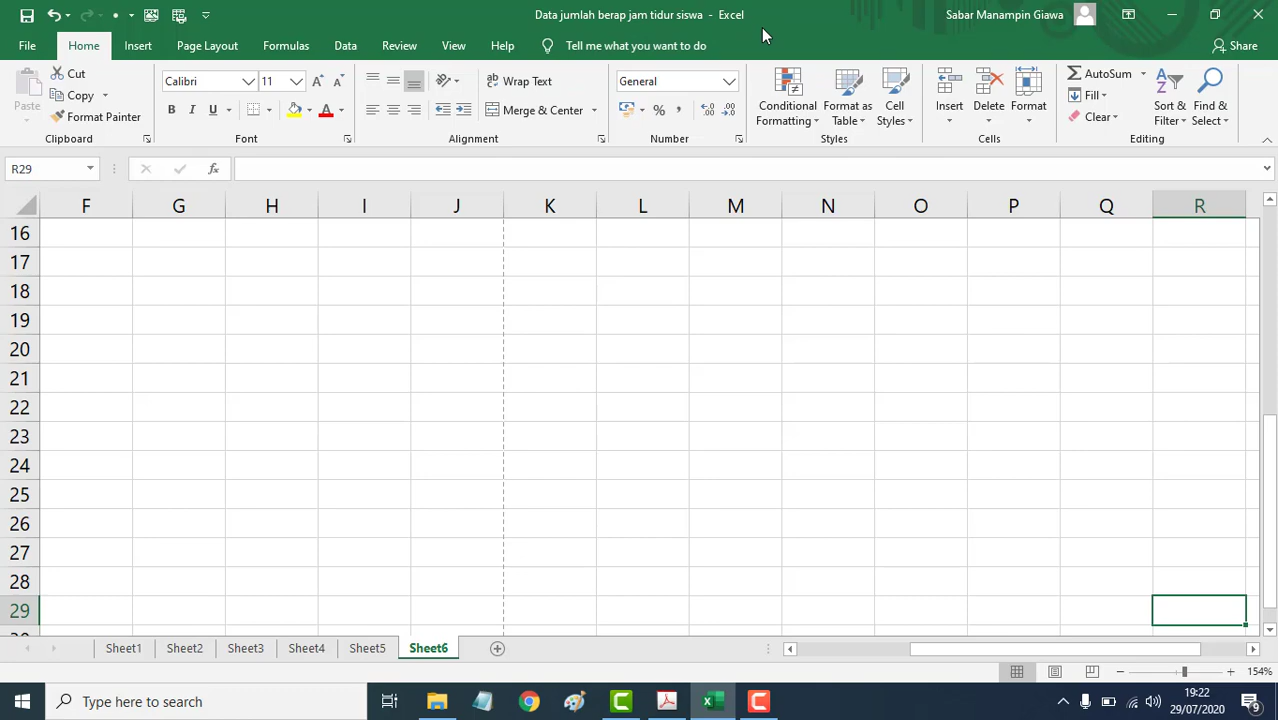 Data jumlah berap jam tidur siswa - Excel
Sabar Manampin Giawa
File Home Insert Page Layout Formulas Data Review View Help Tell me what you want to do Share
Paste
Cut
Copy
Format Painter
Clipboard
Calibri 11
B I U
A
Font
ab Wrap Text
Merge & Center
Alignment
General
%
Number
Conditional Formatting
Format as Table
Cell Styles
Styles
Insert
Delete
Format
Cells
AutoSum
Fill
Clear
Sort & Filter
Find & Select
Editing
R29
fx
F G H I J K L M N O P Q R
16
17
18
19
20
21
22
23
24
25
26
27
28
29
Sheet1 Sheet2 Sheet3 Sheet4 Sheet5 Sheet6
154%
Type here to search
19:22
29/07/2020
9